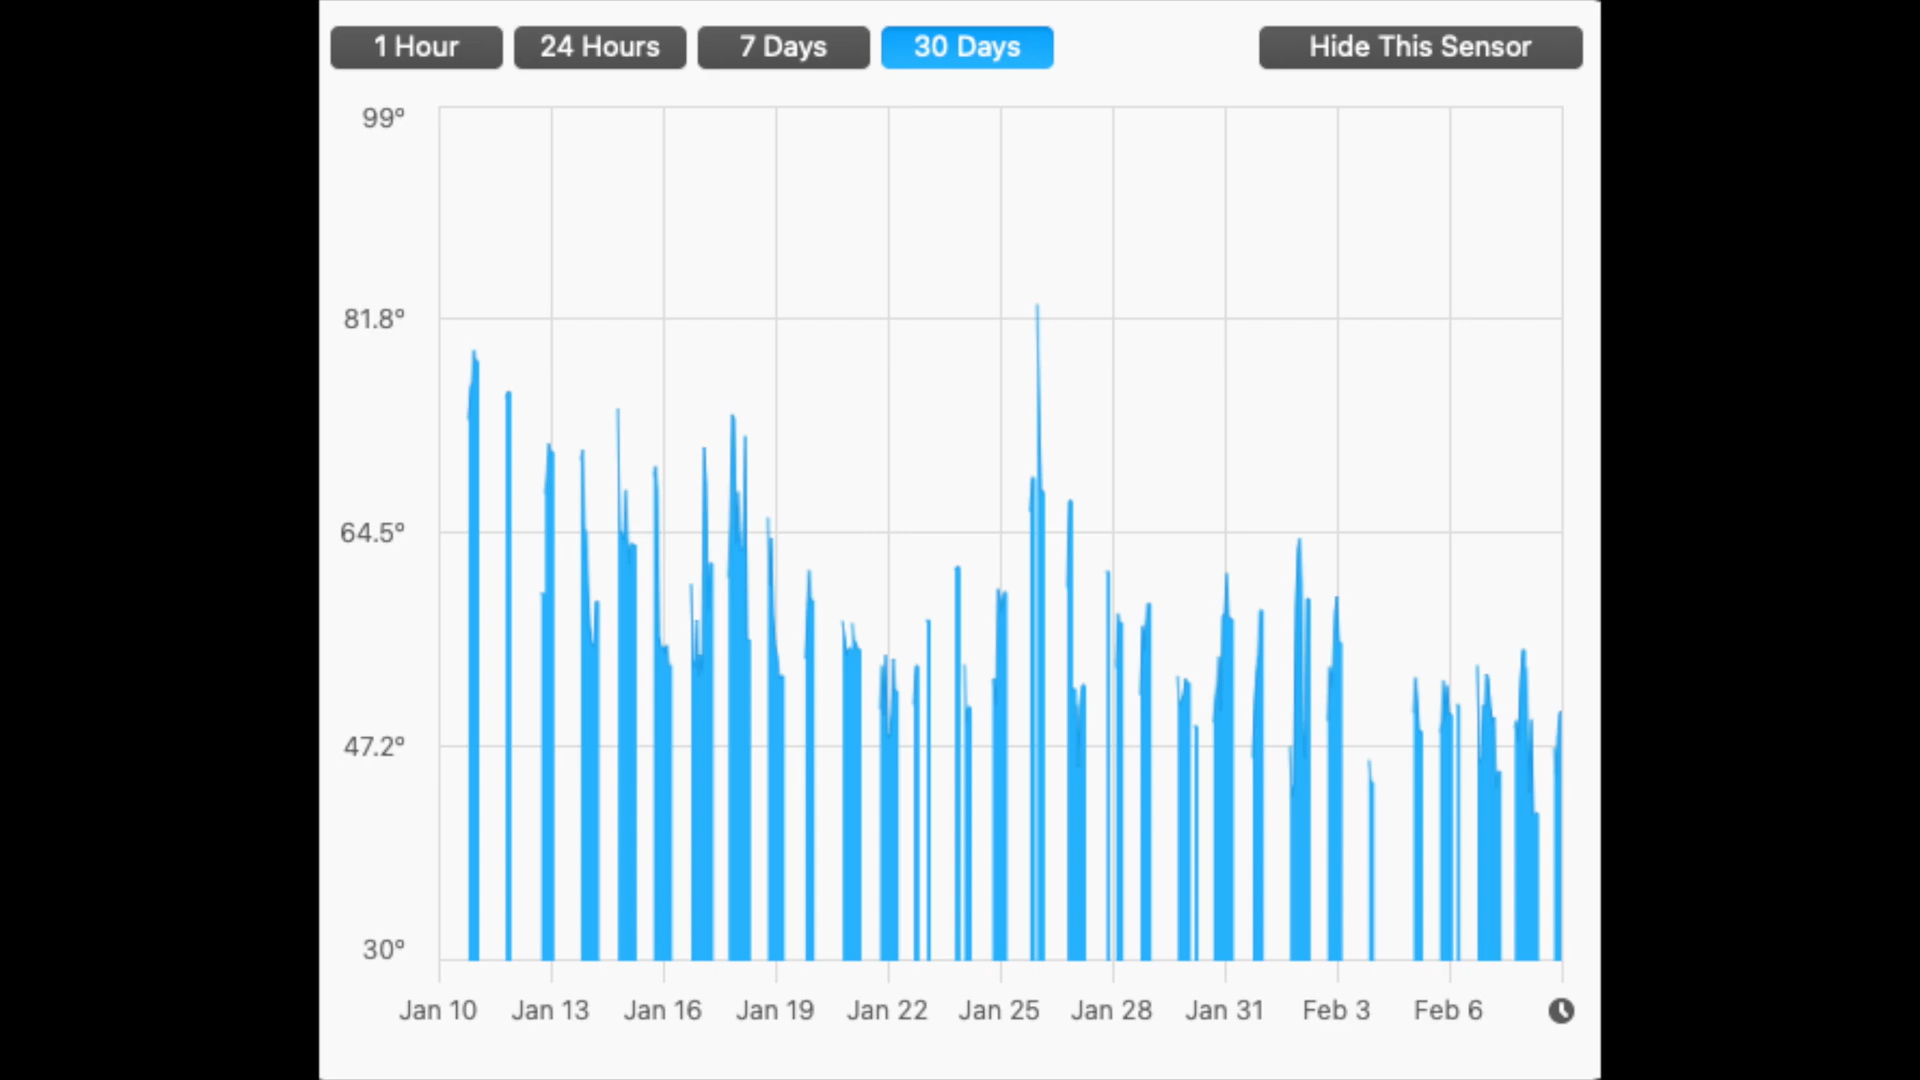 1 Hour 24 Hours 7 Days 30 Days Hide This Sensor
99°
81.8°
64.5°
47.2°
30°
Jan 10 Jan 13 Jan 16 Jan 19 Jan 22 Jan 25 Jan 28 Jan 31 Feb 3 Feb 6